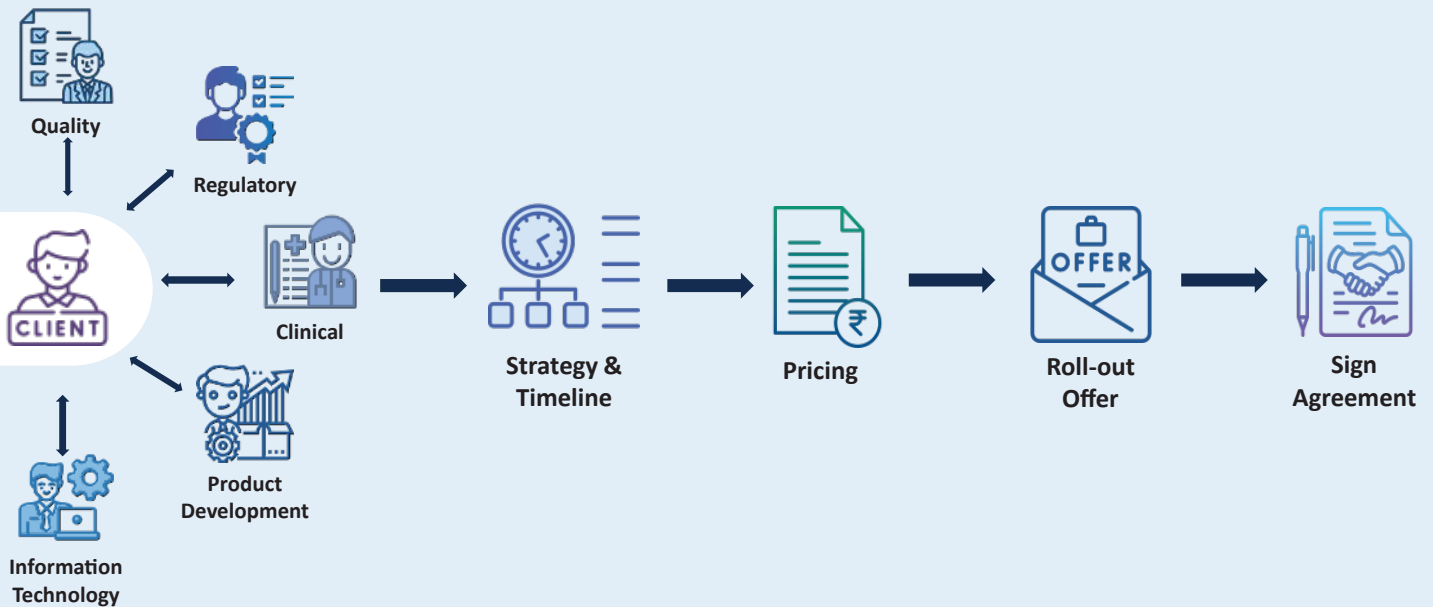 Quality
Regulatory
CLIENT
Clinical
Product
Development
Information
Technology
Strategy &
Timeline
₹
Pricing
OFFER
Roll-out
Offer
Sign
Agreement